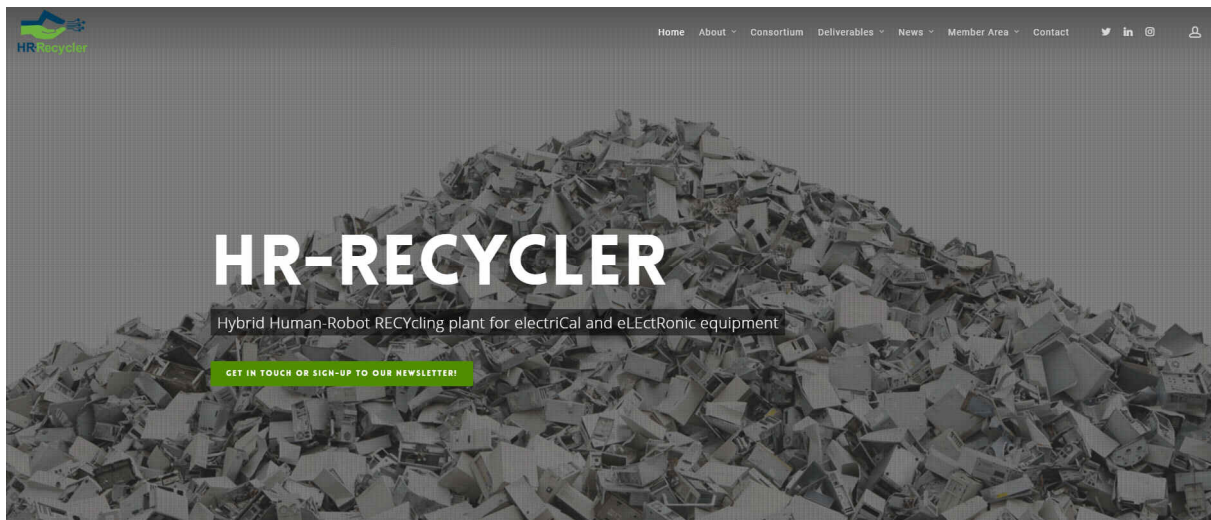 HR-Recycler
Home About Consortium Deliverables News Member Area Contact
HR-RECYCLER
Hybrid Human-Robot RECYcling plant for electriCal and eLEctRonic equipment
GET IN TOUCH OR SIGN-UP TO OUR NEWSLETTER!